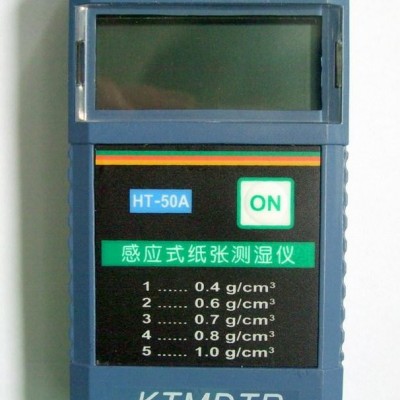 HT-50A
ON
感应式纸张测湿仪
1 ...... 0.4 g/cm³
2 ...... 0.6 g/cm³
3 ...... 0.7 g/cm³
4 ...... 0.8 g/cm³
5 ...... 1.0 g/cm³